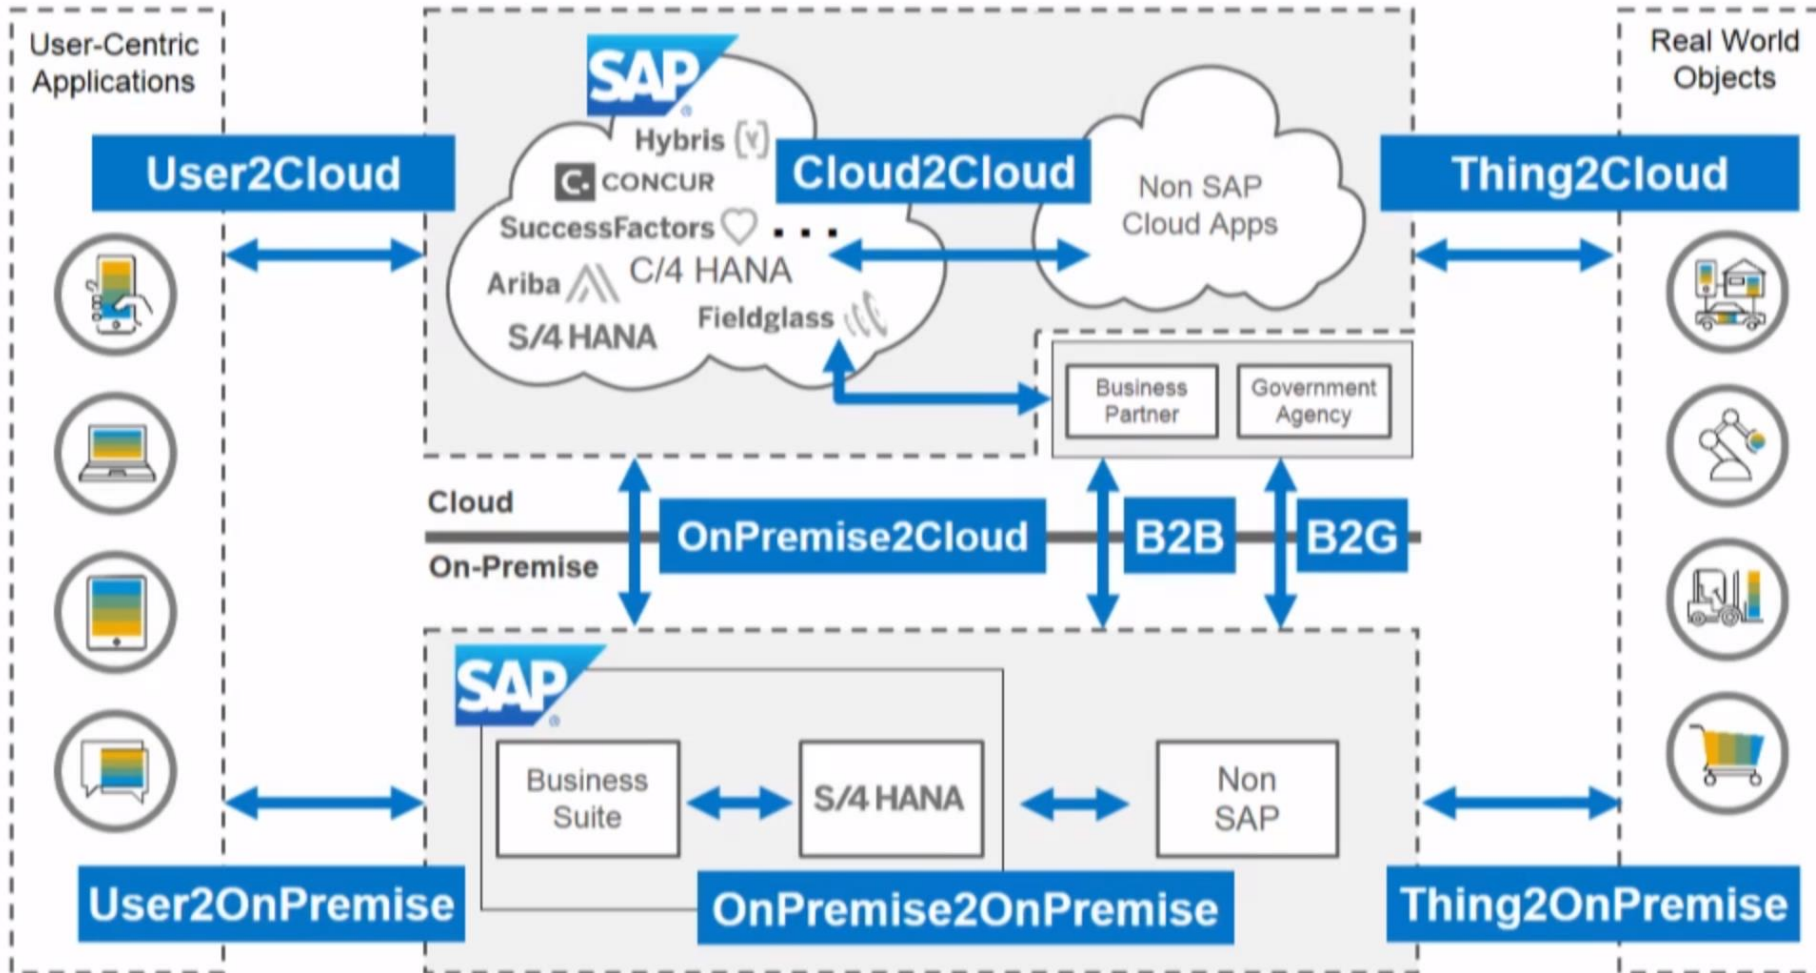 User-Centric
Applications
Real World
Objects
SAP
Hybris
User2Cloud
Cloud2Cloud
Thing2Cloud
C. CONCUR
Non SAP
Cloud Apps
SuccessFactors
...
Ariba
C/4 HANA
Fieldglass
S/4 HANA
Business
Partner
Government
Agency
Cloud
OnPremise2Cloud
B2B
B2G
On-Premise
SAP
Business
Suite
S/4 HANA
Non
SAP
User2OnPremise
OnPremise2OnPremise
Thing2OnPremise